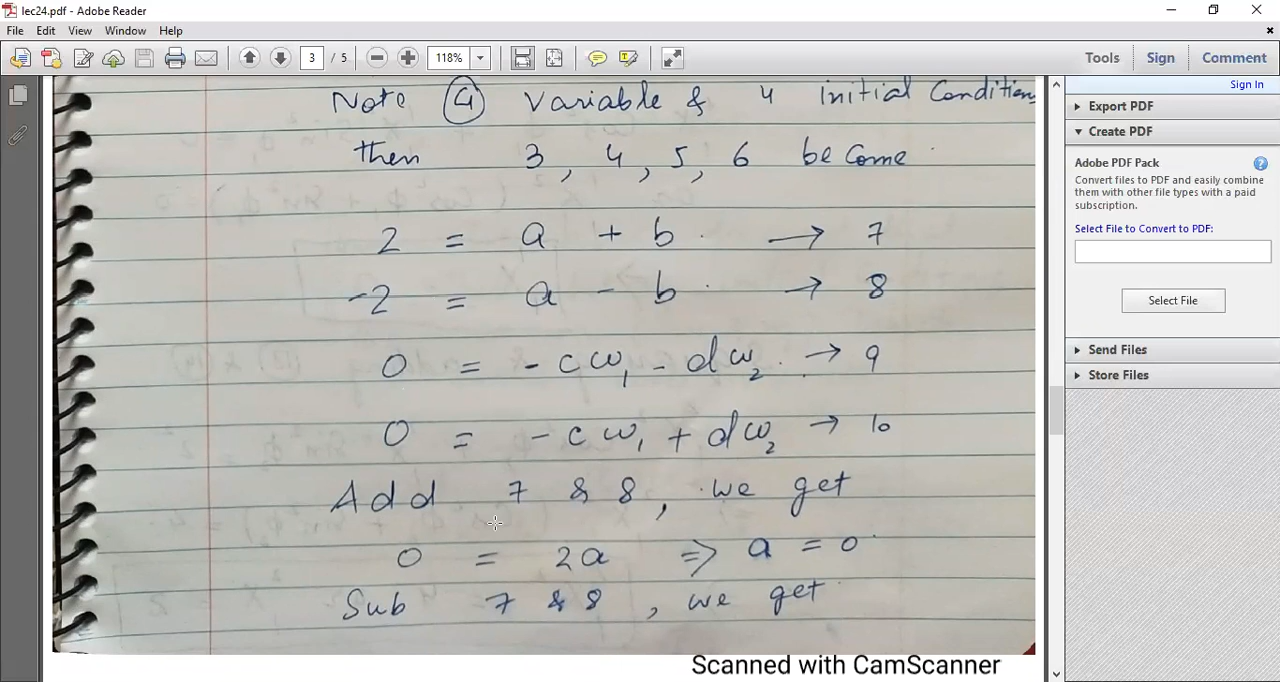 lec24.pdf - Adobe Reader
File Edit View Window Help
3 / 5 118% Tools Sign Comment
Sign In
Export PDF
Create PDF
Adobe PDF Pack
Convert files to PDF and easily combine
them with other file types with a paid
subscription.
Select File to Convert to PDF:
Select File
Send Files
Store Files
Note 4 Variable & 4 initial Condition
then 3, 4, 5, 6 become
2 = a + b. → 7
-2 = a - b. → 8
0 = - cω₁ - dω₂. → 9
0 = - cω₁ + dω₂ → 10
Add 7 & 8, we get
0 = 2a ⇒ a = 0
Sub 7 & 8, we get
Scanned with CamScanner